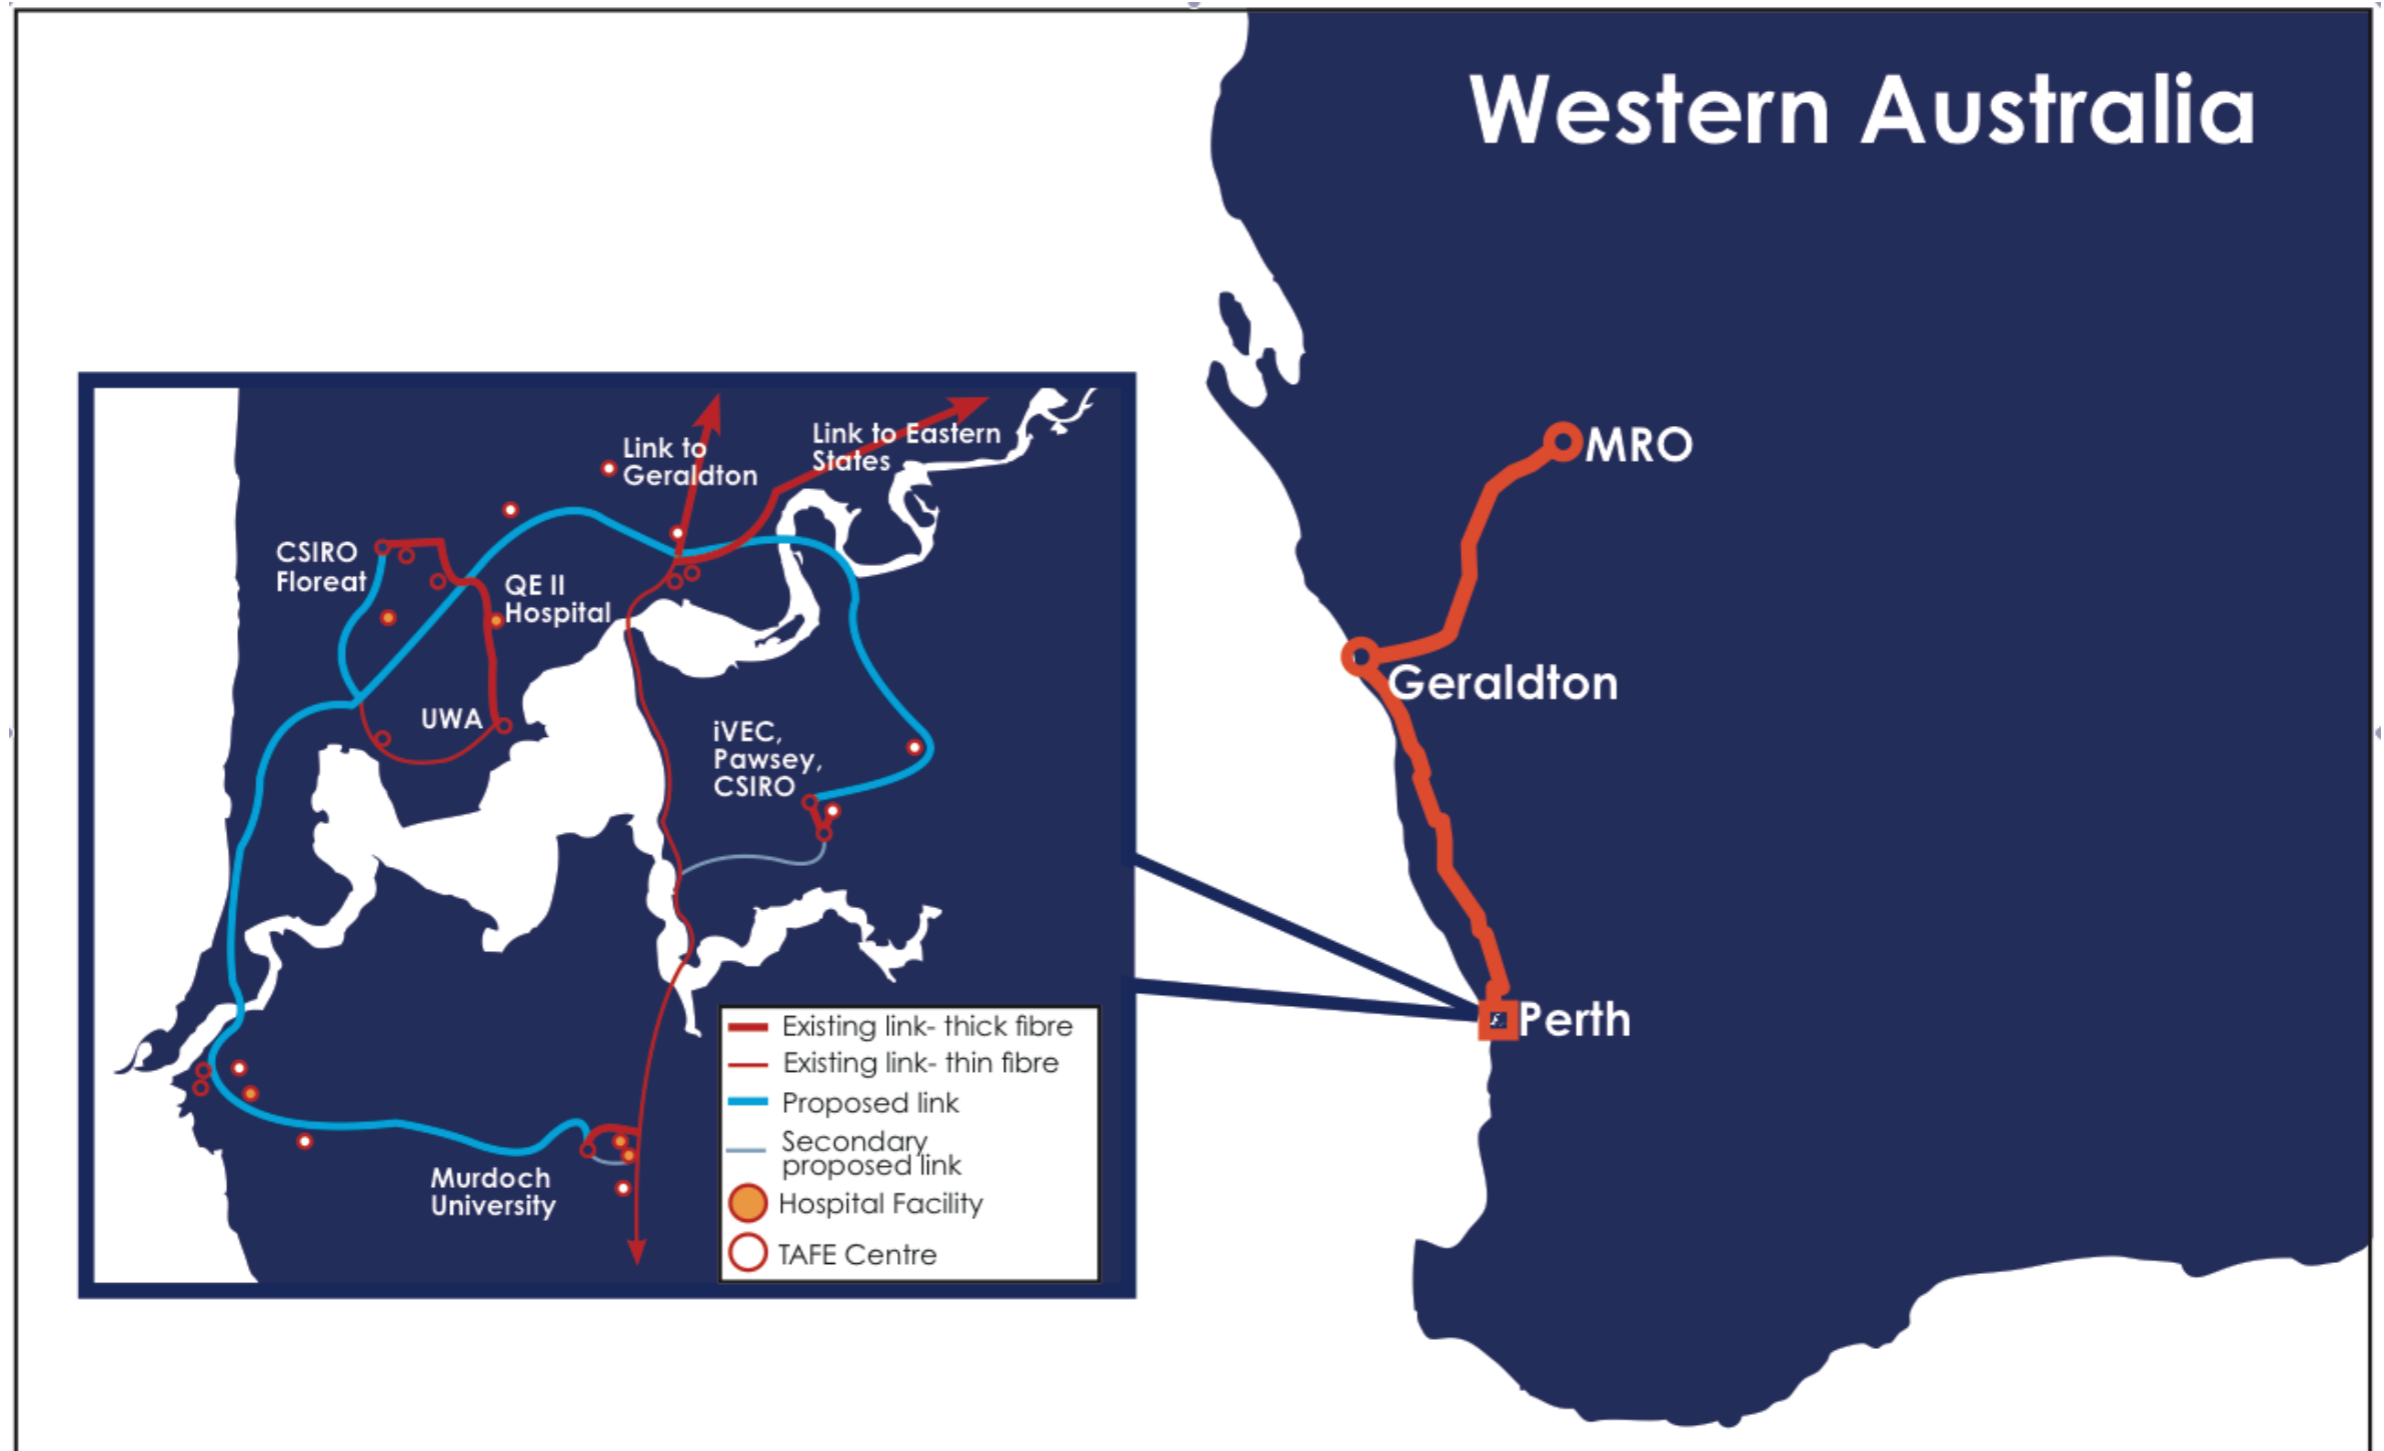 Western Australia
MRO
Geraldton
Perth
Link to
Geraldton
Link to Eastern
States
CSIRO
Floreat
QE II
Hospital
UWA
iVEC,
Pawsey,
CSIRO
Murdoch
University
Existing link- thick fibre
Existing link- thin fibre
Proposed link
Secondary
proposed link
Hospital Facility
TAFE Centre